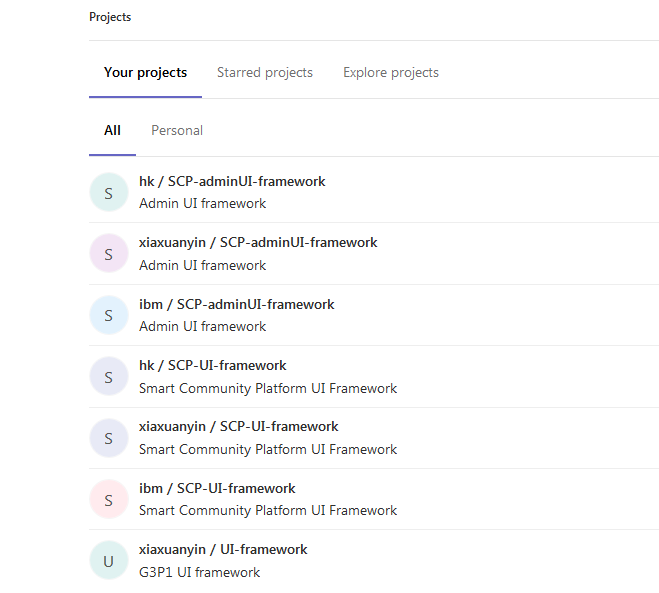 Projects
Your projects Starred projects Explore projects
All Personal
S
hk / SCP-adminUI-framework
Admin UI framework
S
xiaxuanyin / SCP-adminUI-framework
Admin UI framework
S
ibm / SCP-adminUI-framework
Admin UI framework
S
hk / SCP-UI-framework
Smart Community Platform UI Framework
S
xiaxuanyin / SCP-UI-framework
Smart Community Platform UI Framework
S
ibm / SCP-UI-framework
Smart Community Platform UI Framework
U
xiaxuanyin / UI-framework
G3P1 UI framework